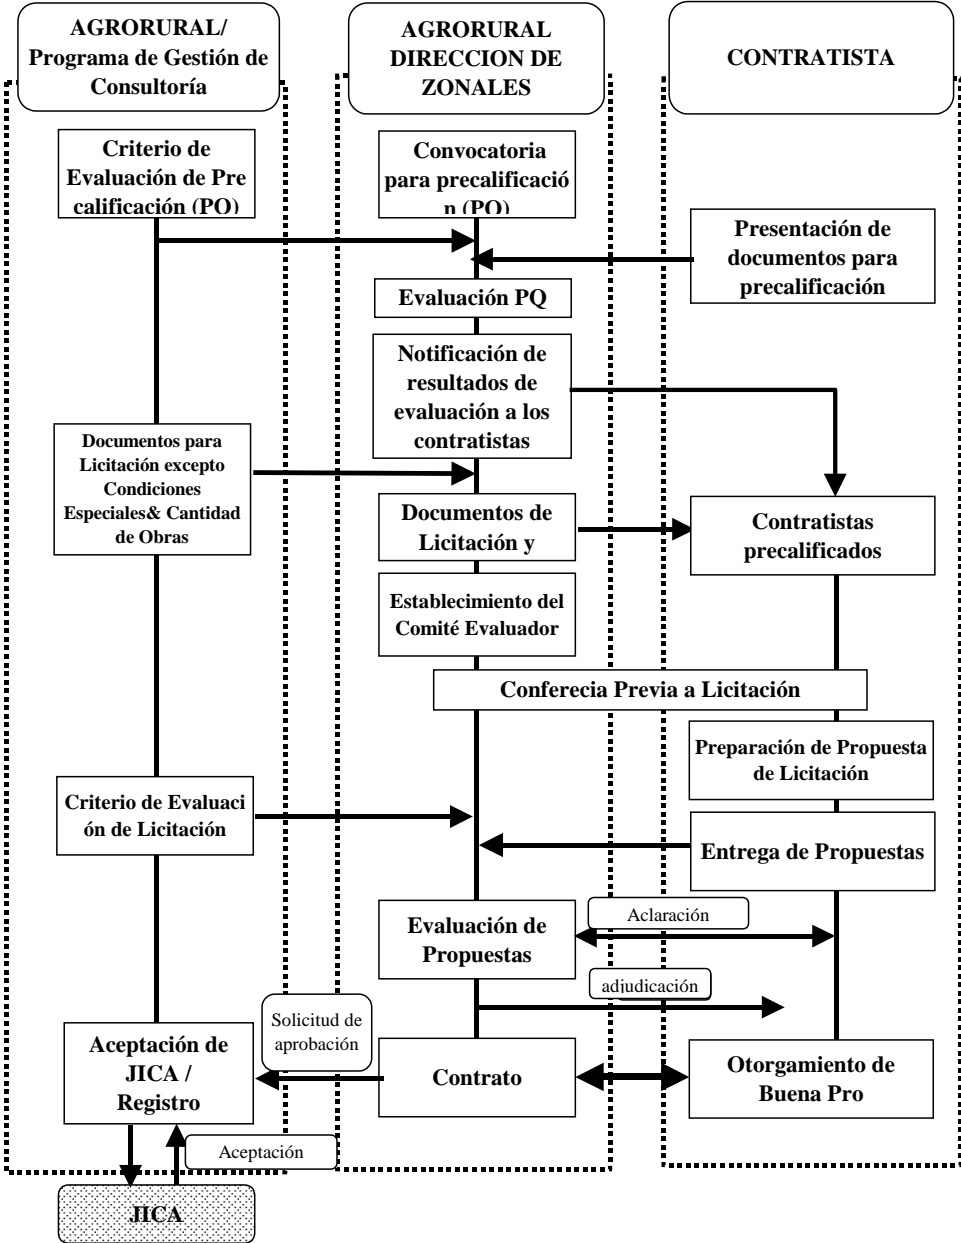 AGRORURAL/
Programa de Gestión de
Consultoría
AGRORURAL
DIRECCION DE
ZONALES
CONTRATISTA
Criterio de
Evaluación de Pre
calificación (PO)
Convocatoria
para precalificació
n (PO)
Presentación de
documentos para
precalificación
Evaluación PQ
Notificación de
resultados de
evaluación a los
contratistas
Documentos para
Licitación excepto
Condiciones
Especiales& Cantidad
de Obras
Documentos de
Licitación y
Contratistas
precalificados
Establecimiento del
Comité Evaluador
Conferecia Previa a Licitación
Preparación de Propuesta
de Licitación
Criterio de Evaluaci
ón de Licitación
Entrega de Propuestas
Evaluación de
Propuestas
Aclaración
adjudicación
Solicitud de
aprobación
Aceptación de
JICA /
Registro
Contrato
Otorgamiento de
Buena Pro
Aceptación
JICA